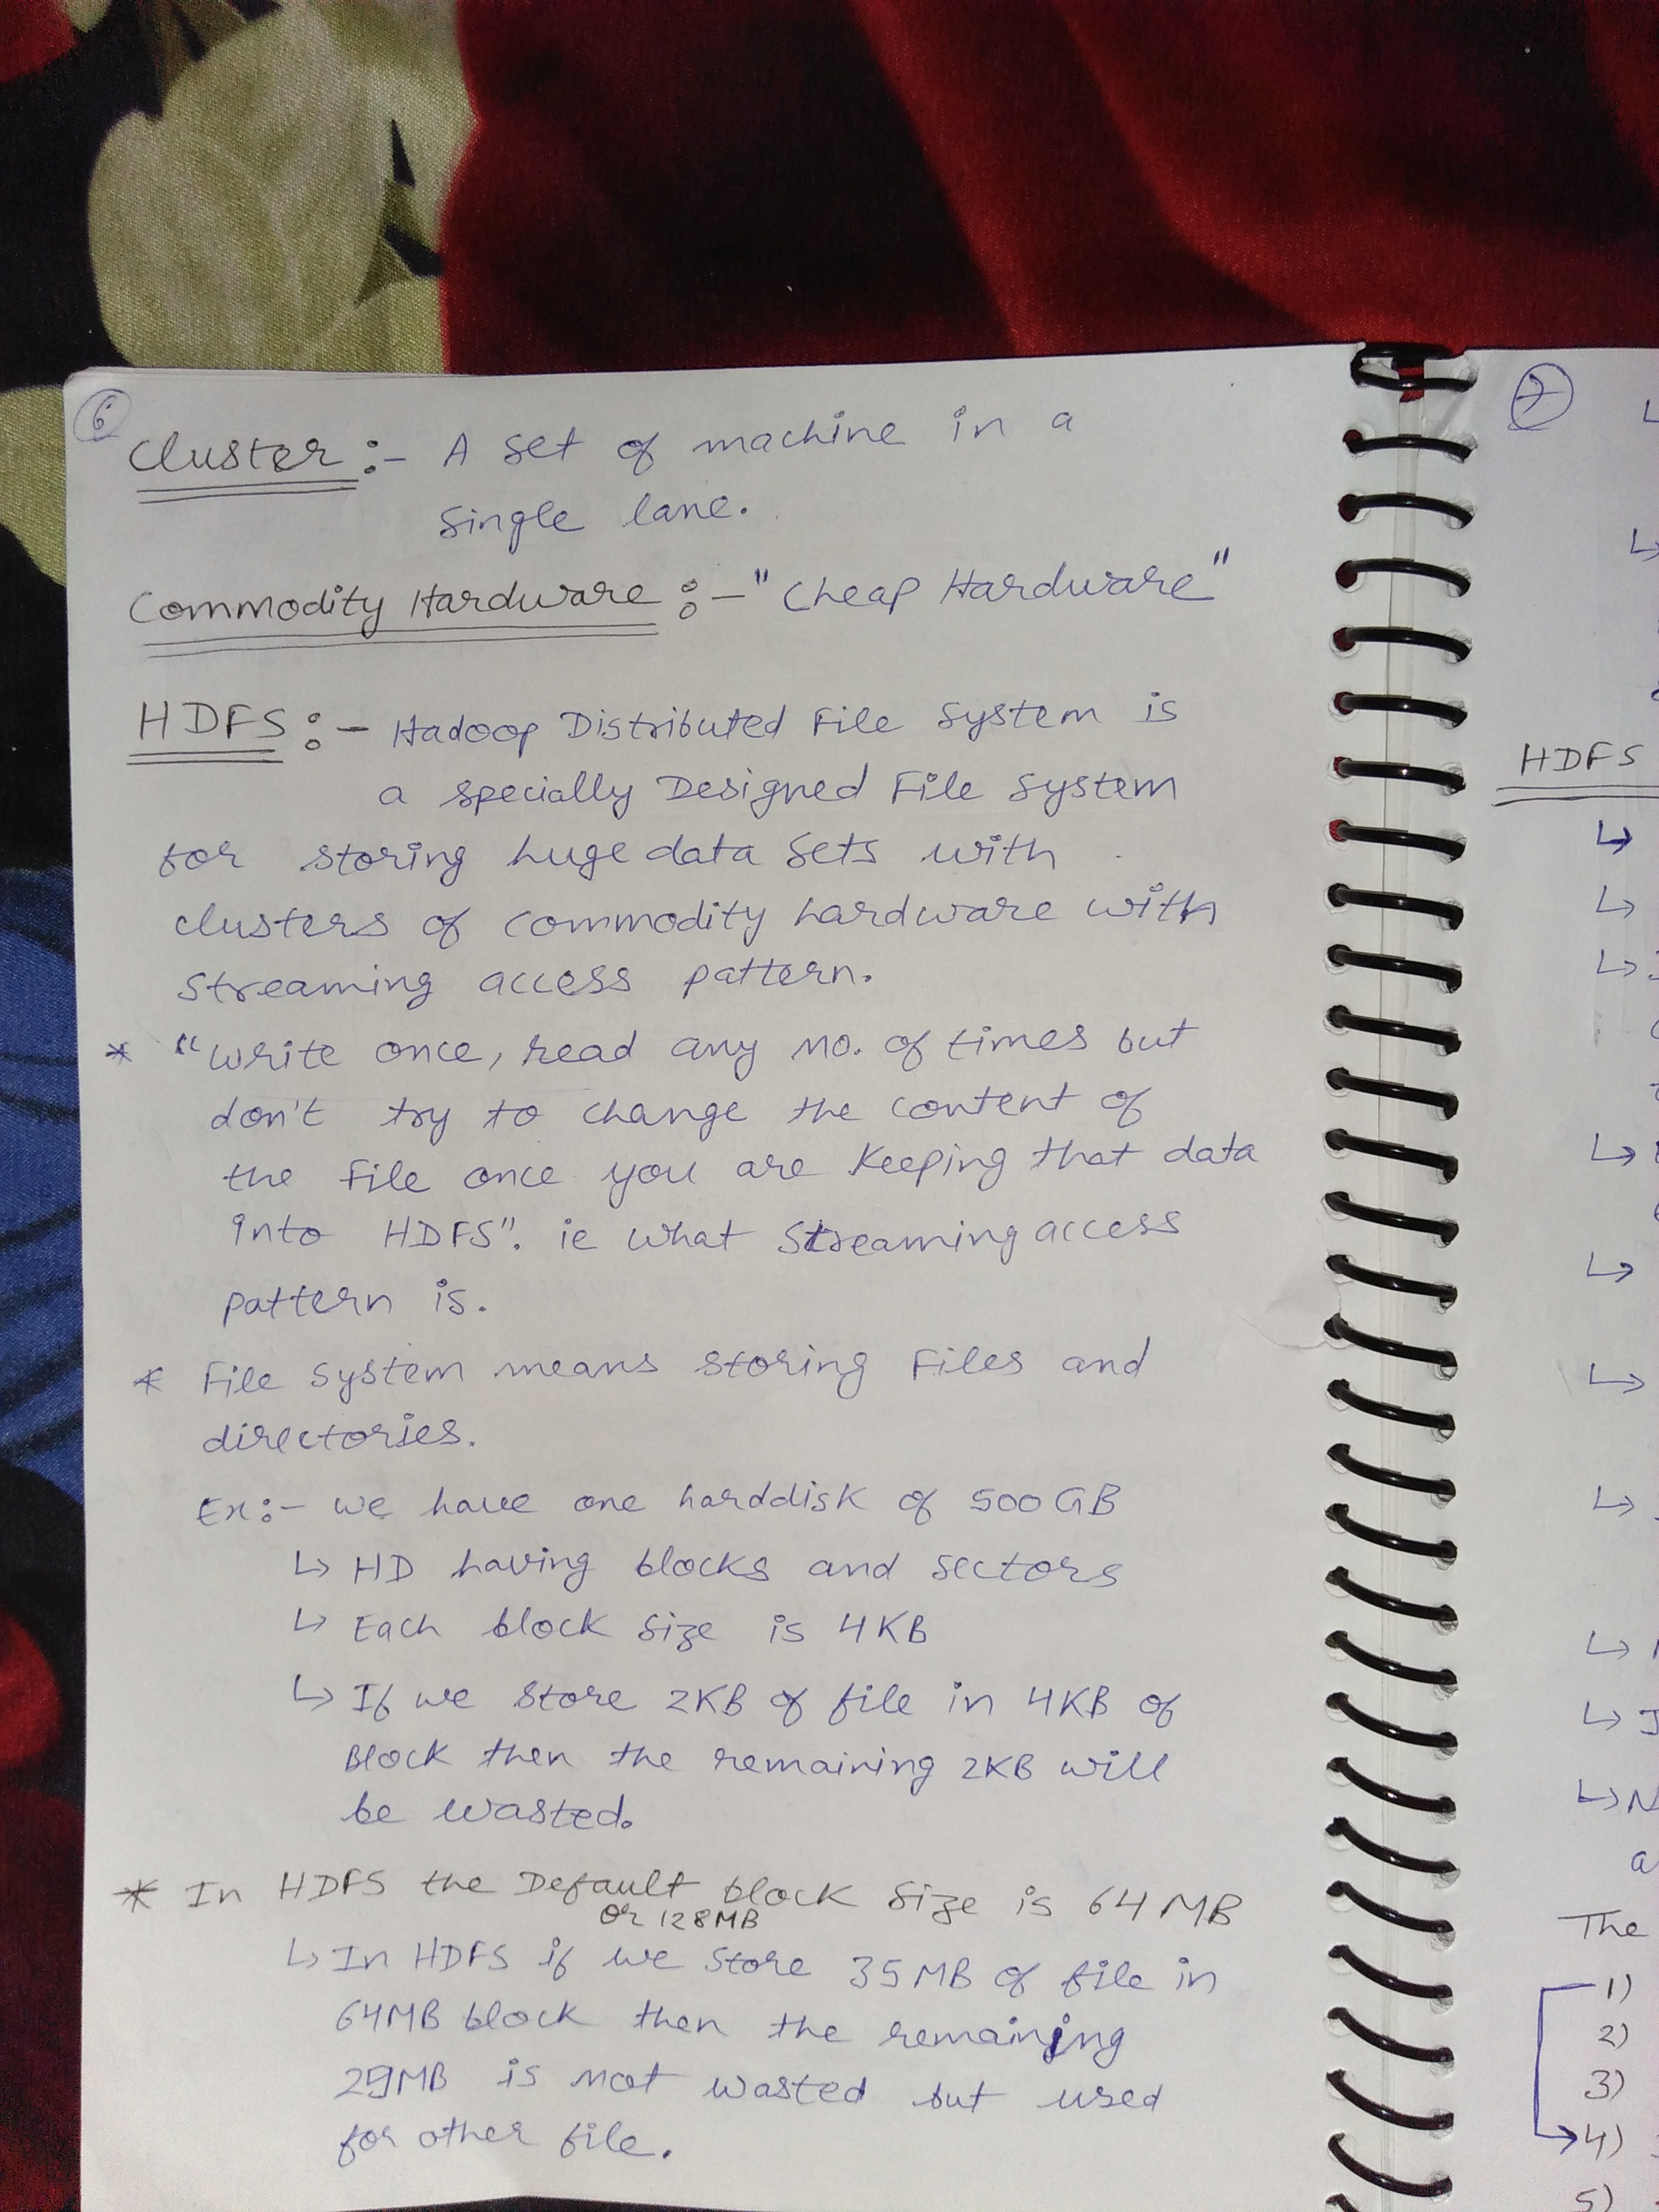 6
Cluster :- A set of machine in a
single lane.
Commodity Hardware :- "Cheap Hardware"
HDFS :- Hadoop Distributed File System is
a specially Designed File System
for storing huge data sets with
clusters of commodity hardware with
streaming access pattern.
* "write once, read any no. of times but
don't try to change the content of
the file once you are keeping that data
into HDFS". ie what streaming access
pattern is.
* File system means storing files and
directories.
Ex:- we have one harddisk of 500 GB
↳ HD having blocks and sectors
↳ Each block size is 4KB
↳ If we store 2KB of file in 4KB of
Block then the remaining 2KB will
be wasted.
* In HDFS the Default block size is 64 MB
or 128MB
↳ In HDFS if we store 35MB of file in
64MB block then the remaining
29MB is not wasted but used
for other file.
7
HDFS
The
1)
2)
3)
4)
5)